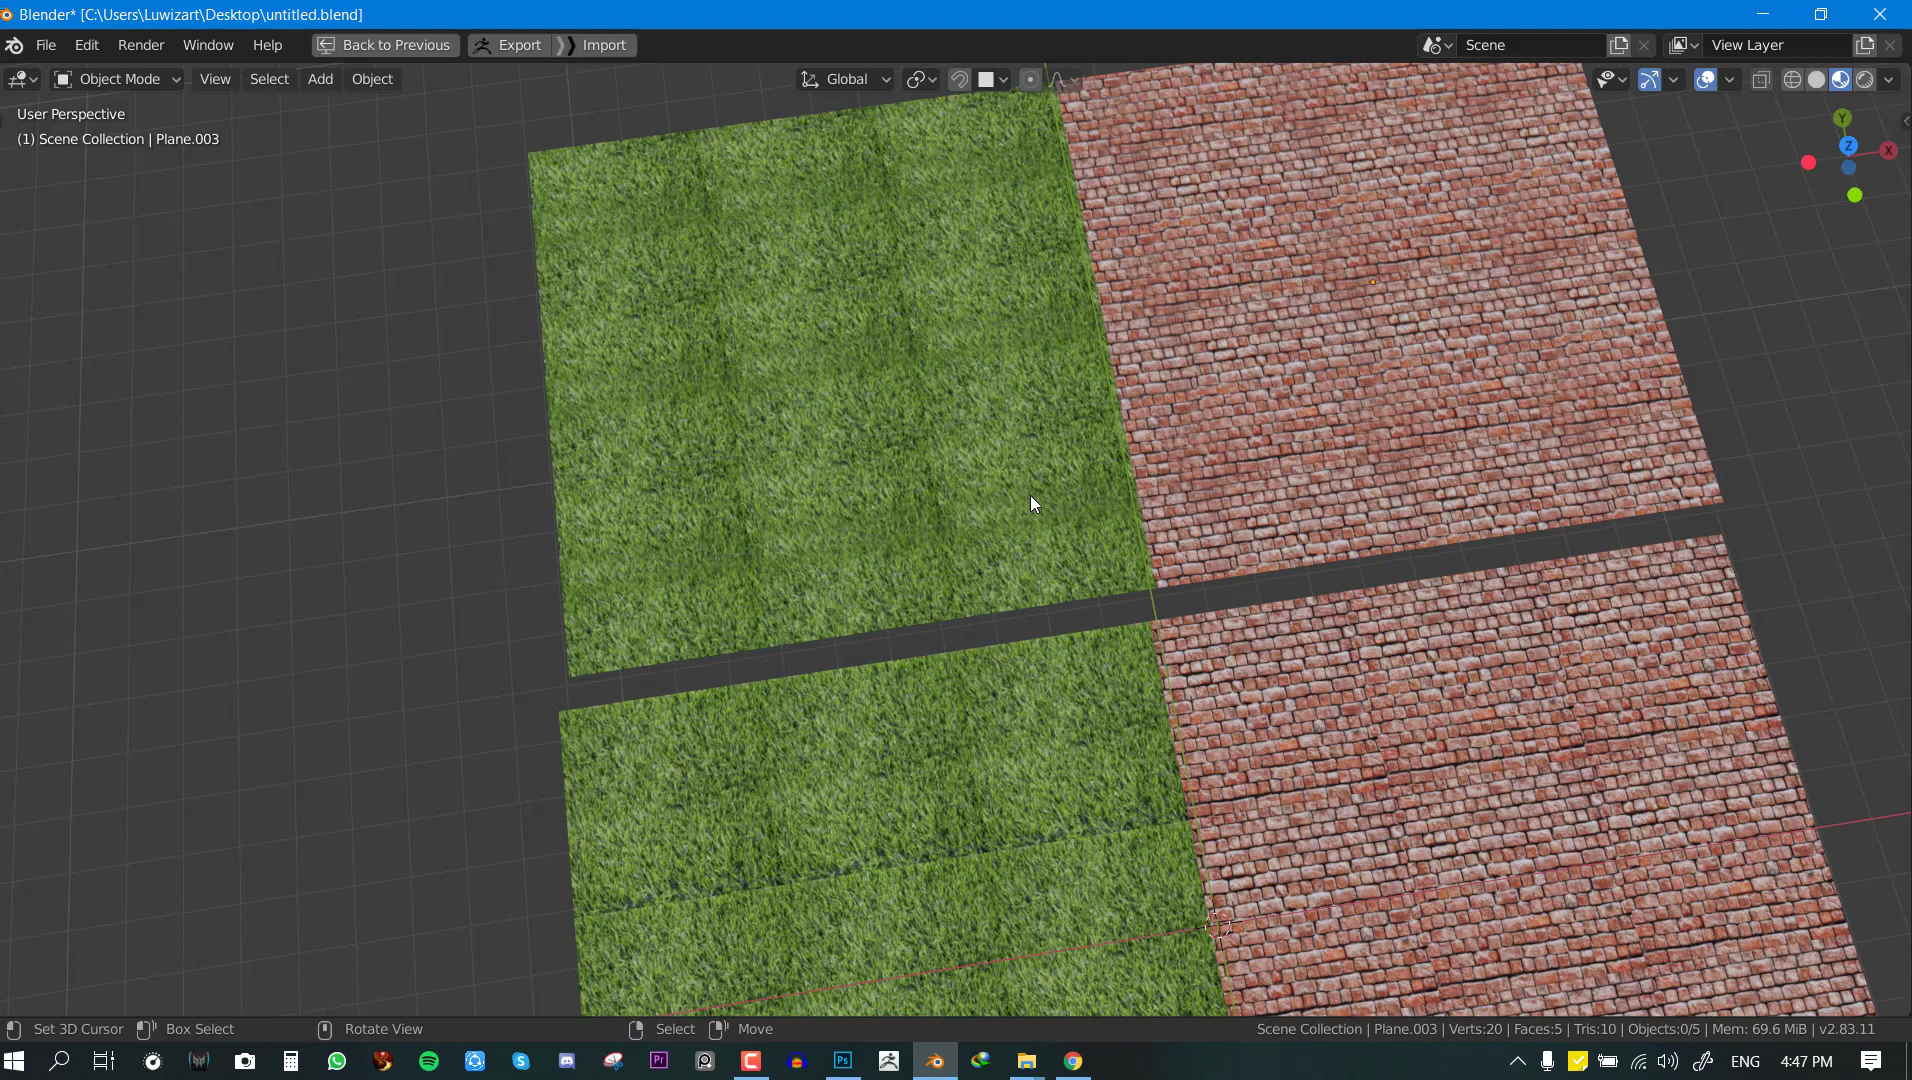 Blender* [C:\Users\Luwizart\Desktop\untitled.blend]
File Edit Render Window Help Back to Previous Export Import Scene View Layer
Object Mode View Select Add Object Global
User Perspective
(1) Scene Collection | Plane.003
Y
Z X
Set 3D Cursor Box Select Rotate View Select Move Scene Collection | Plane.003 | Verts:20 | Faces:5 | Tris:10 | Objects:0/5 | Mem: 69.6 MiB | v2.83.11
Pr Ps ENG 4:47 PM